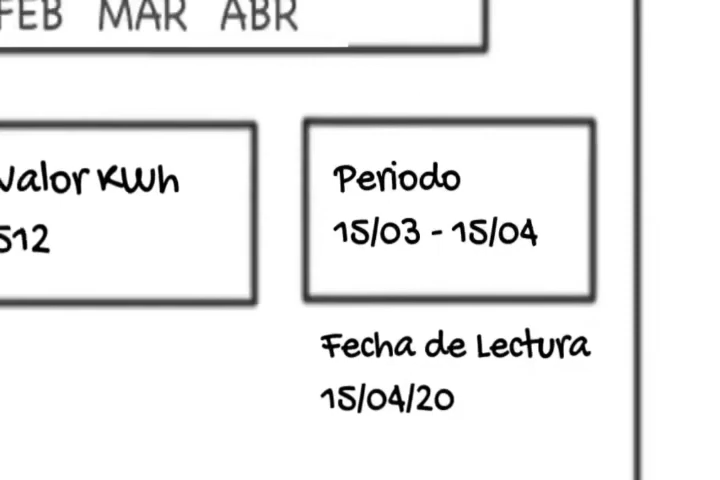 FEB MAR ABR
Valor KWh
512
Periodo
15/03 - 15/04
Fecha de Lectura
15/04/20